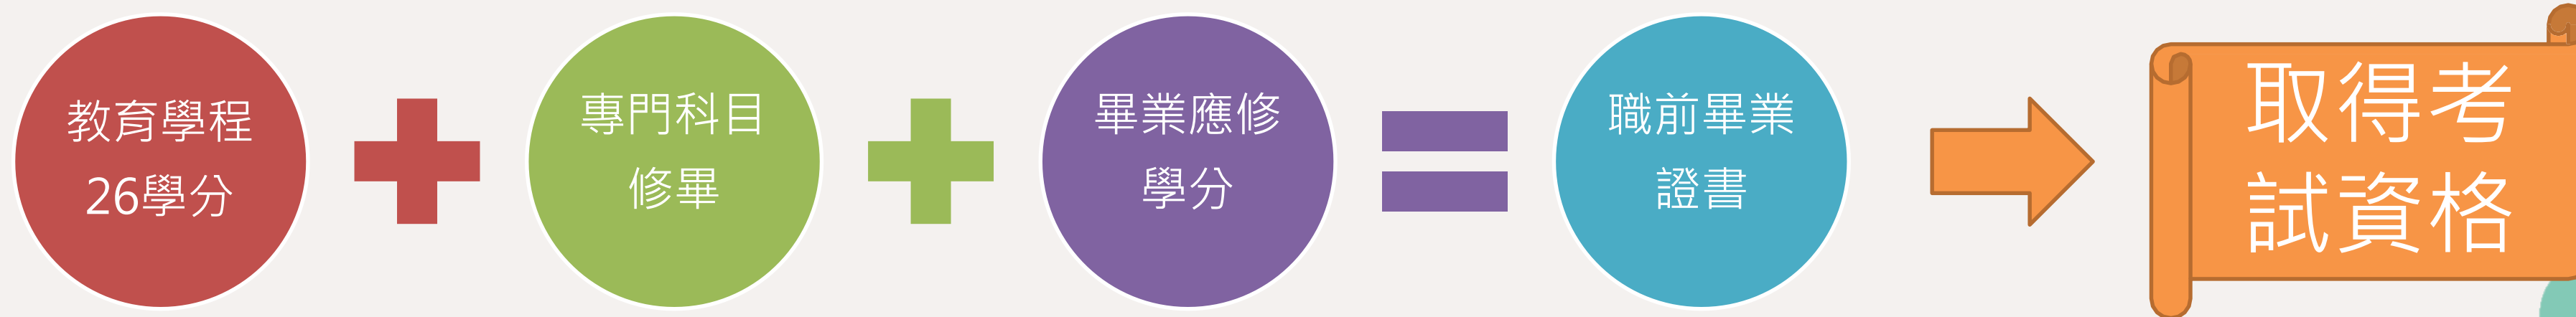 教育學程
26學分
專門科目
修畢
畢業應修
學分
職前畢業
證書
取得考
試資格